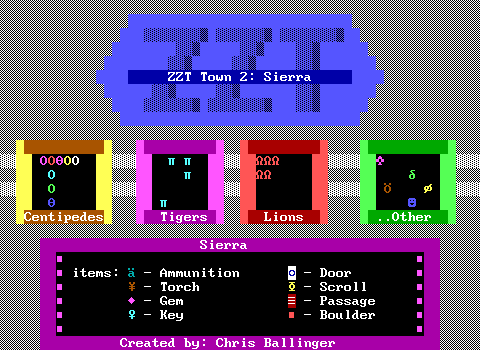 ZZT
ZZT Town 2: Sierra
Centipedes
Tigers
Lions
..Other
Sierra
items: ä - Ammunition
¥ - Torch
♦ - Gem
♀ - Key
o - Door
- Scroll
≡ - Passage
■ - Boulder
Created by: Chris Ballinger